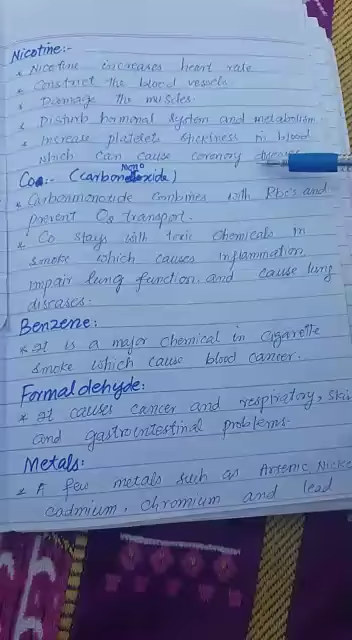 Nicotine:-
* Nicotine increases heart rate
* Constrict the blood vessels
* Damage the muscles.
* Disturb hormonal system and metabolism
* Increase platelets stickiness in blood
which can cause coronary
Co:- (Carbon monoxide)
* Carbonmonoxide combines with Rbc's and
prevent O2 transport.
* Co stays with toxic chemicals in
smoke which causes inflammation,
impair lung function. and cause lung
diseases.
Benzene:
* It is a major chemical in cigarette
smoke which cause blood cancer.
Formaldehyde:
* It causes cancer and respiratory, Skin
and gastrointestinal problems.
Metals:
* A few metals such as Arsenic, Nicke
cadmium, chromium and lead